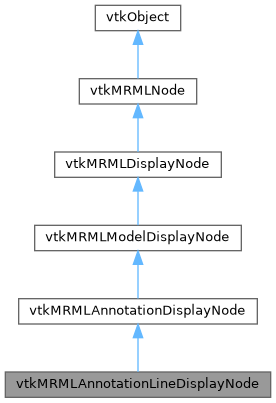 vtkObject
vtkMRMLNode
vtkMRMLDisplayNode
vtkMRMLModelDisplayNode
vtkMRMLAnnotationDisplayNode
vtkMRMLAnnotationLineDisplayNode